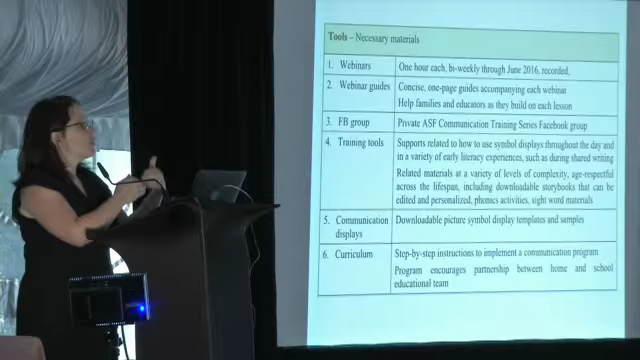 Tools – Necessary materials
1. Webinars
One hour each, bi-weekly through June 2016, recorded,
2. Webinar guides
Concise, one-page guides accompanying each webinar
Help families and educators as they build on each lesson
3. FB group
Private ASF Communication Training Series Facebook group
4. Training tools
Supports related to how to use symbol displays throughout the day and
in a variety of early literacy experiences, such as during shared writing
Related materials at a variety of levels of complexity, age-respectful
across the lifespan, including downloadable storybooks that can be
edited and personalized, phonics activities, sight word materials
5. Communication
displays
Downloadable picture symbol display templates and samples
6. Curriculum
Step-by-step instructions to implement a communication program
Program encourages partnership between home and school
educational team